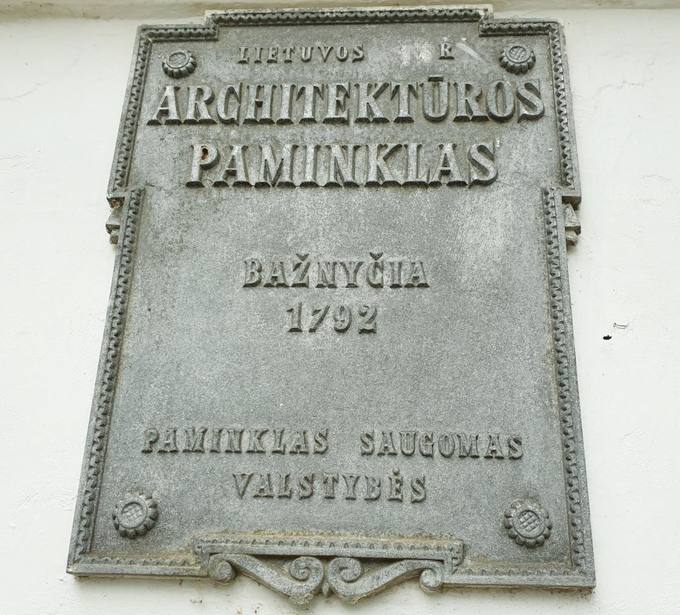 LIETUVOS R
ARCHITEKTŪROS
PAMINKLAS
BAŽNYČIA
1792
PAMINKLAS SAUGOMAS
VALSTYBĖS